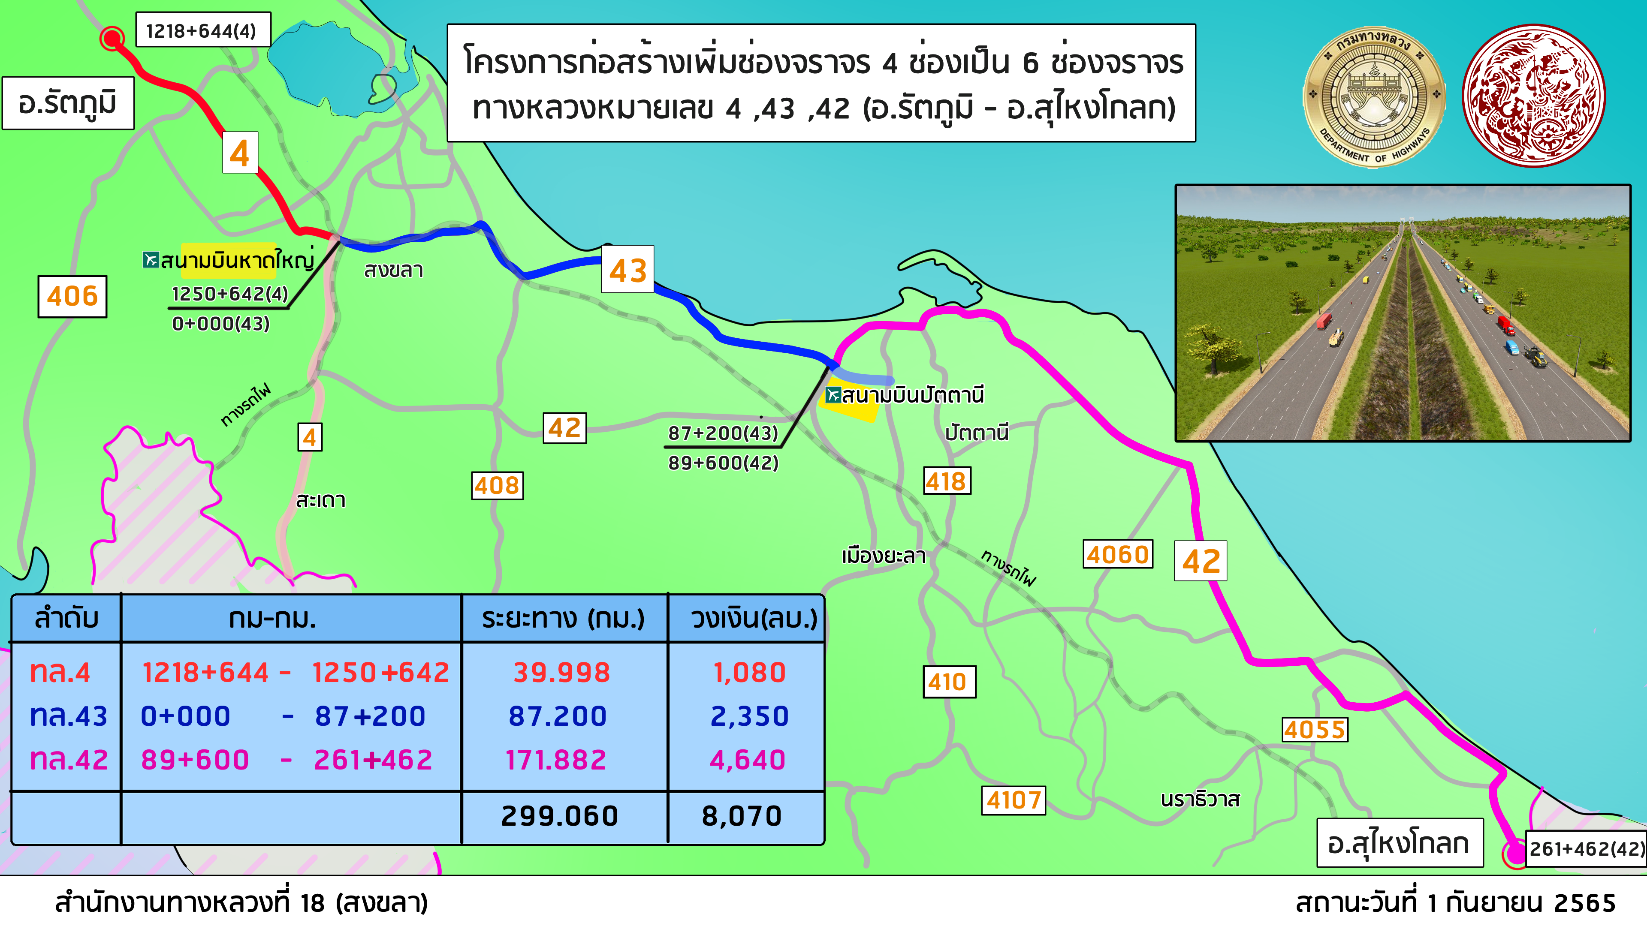 1218+644(4)
อ.รัตภูมิ
โครงการก่อสร้างเพิ่มช่องจราจร 4 ช่องเป็น 6 ช่องจราจร
ทางหลวงหมายเลข 4 ,43 ,42 (อ.รัตภูมิ - อ.สุไหงโกลก)
กรมทางหลวง
DEPARTMENT OF HIGHWAYS
4
สนามบินหาดใหญ่
สงขลา
43
406
1250+642(4)
0+000(43)
ทางรถไฟ
4
42
สนามบินปัตตานี
87+200(43)
89+600(42)
ปัตตานี
408
418
สะเดา
เมืองยะลา
ทางรถไฟ
4060
42
ลำดับ กม-กม. ระยะทาง (กม.) วงเงิน(ลบ.)
ทล.4 1218+644 - 1250+642 39.998 1,080
ทล.43 0+000 - 87+200 87.200 2,350
ทล.42 89+600 - 261+462 171.882 4,640
299.060 8,070
410
4055
4107
นราธิวาส
อ.สุไหงโกลก
261+462(42)
สำนักงานทางหลวงที่ 18 (สงขลา)
สถานะวันที่ 1 กันยายน 2565